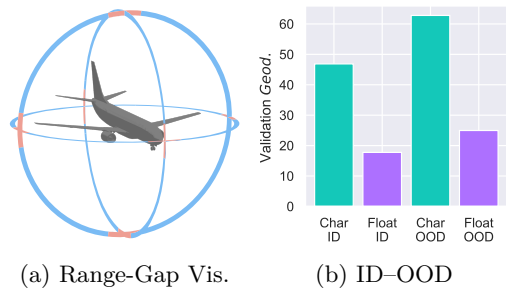 60
50
40
30
20
10
0
Validation Geod.
Char ID
Float ID
Char OOD
Float OOD
(a) Range-Gap Vis.
(b) ID–OOD